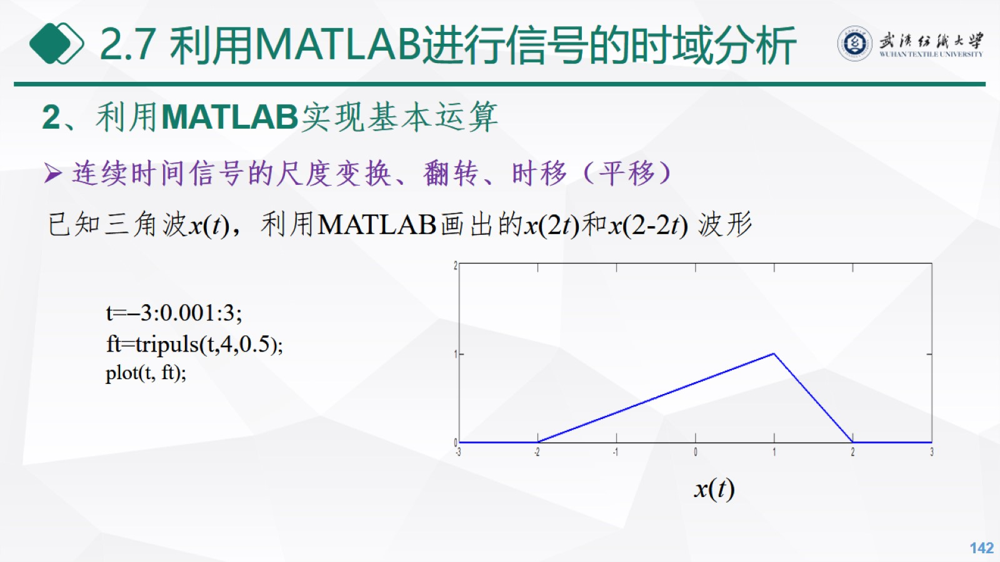 2.7 利用MATLAB进行信号的时域分析
武汉纺织大学
WUHAN TEXTILE UNIVERSITY
2、利用MATLAB实现基本运算
➢ 连续时间信号的尺度变换、翻转、时移（平移）
已知三角波x(t)，利用MATLAB画出的x(2t)和x(2-2t) 波形
t=–3:0.001:3;
ft=tripuls(t,4,0.5);
plot(t, ft);
2
1
0
-3 -2 -1 0 1 2 3
x(t)
142